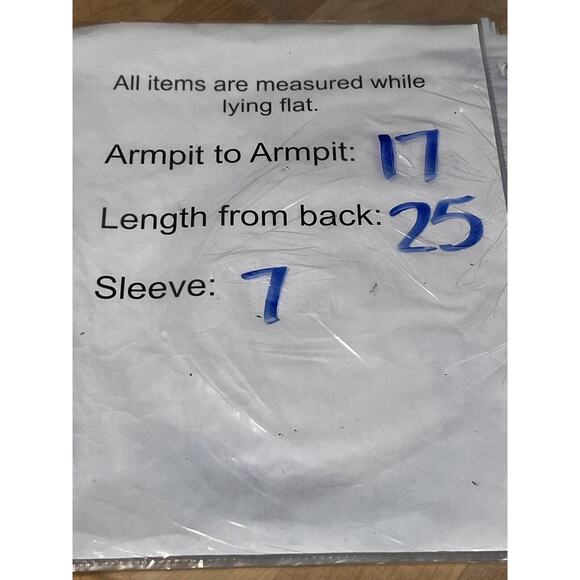 All items are measured while
lying flat.
Armpit to Armpit: 17
Length from back: 25
Sleeve: 7